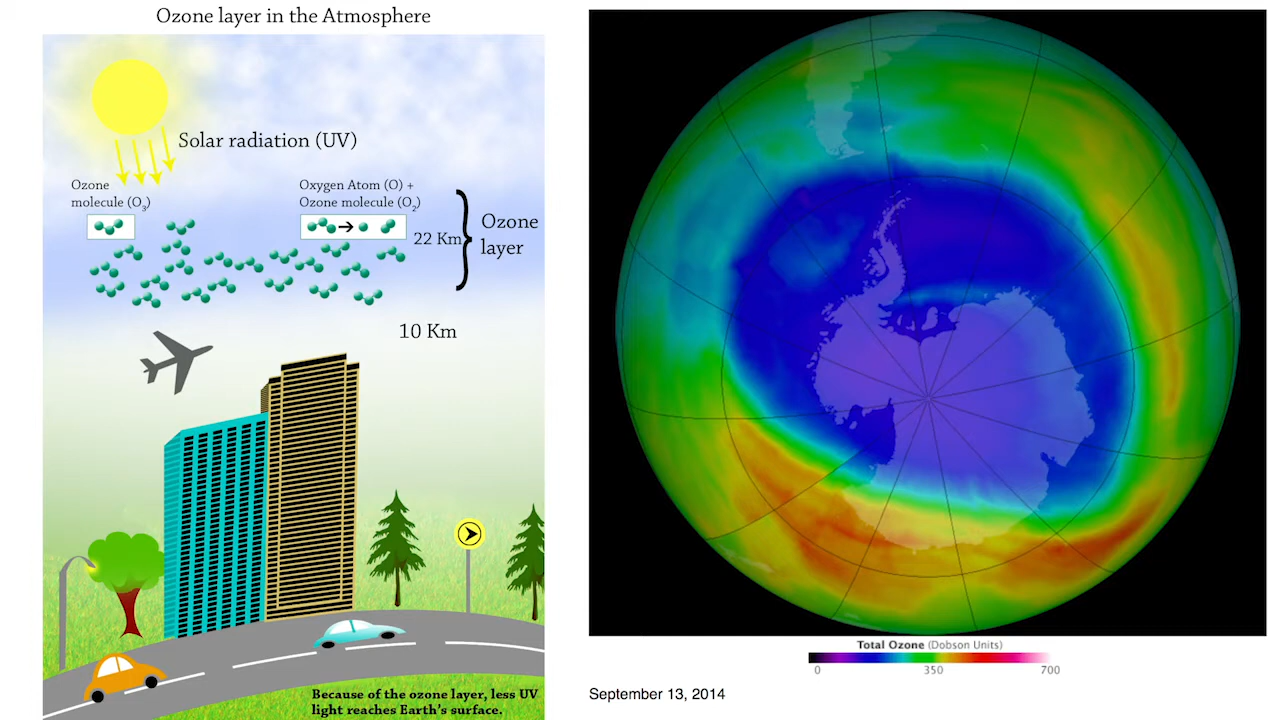 Ozone layer in the Atmosphere
Solar radiation (UV)
Ozone
molecule (O₃)
Oxygen Atom (O) +
Ozone molecule (O₂)
22 Km
Ozone
layer
10 Km
Because of the ozone layer, less UV
light reaches Earth's surface.
Total Ozone (Dobson Units)
0 350 700
September 13, 2014